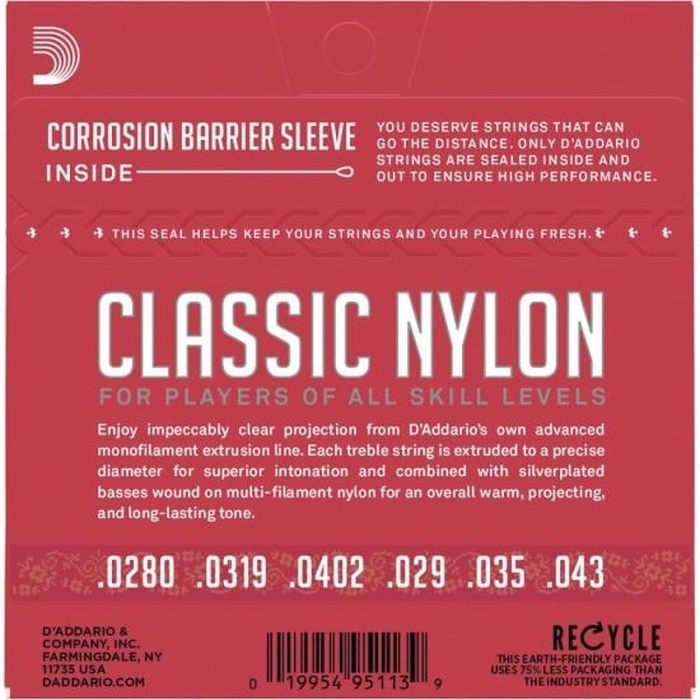 CORROSION BARRIER SLEEVE
INSIDE
YOU DESERVE STRINGS THAT CAN
GO THE DISTANCE. ONLY D'ADDARIO
STRINGS ARE SEALED INSIDE AND
OUT TO ENSURE HIGH PERFORMANCE.
THIS SEAL HELPS KEEP YOUR STRINGS AND YOUR PLAYING FRESH.
CLASSIC NYLON
FOR PLAYERS OF ALL SKILL LEVELS
Enjoy impeccably clear projection from D'Addario's own advanced
monofilament extrusion line. Each treble string is extruded to a precise
diameter for superior intonation and combined with silverplated
basses wound on multi-filament nylon for an overall warm, projecting,
and long-lasting tone.
.0280 .0319 .0402 .029 .035 .043
D'ADDARIO &
COMPANY, INC.
FARMINGDALE, NY
11735 USA
DADDARIO.COM
0 19954 95113 9
RECYCLE
THIS EARTH-FRIENDLY PACKAGE
USES 75% LESS PACKAGING THAN
THE INDUSTRY STANDARD.